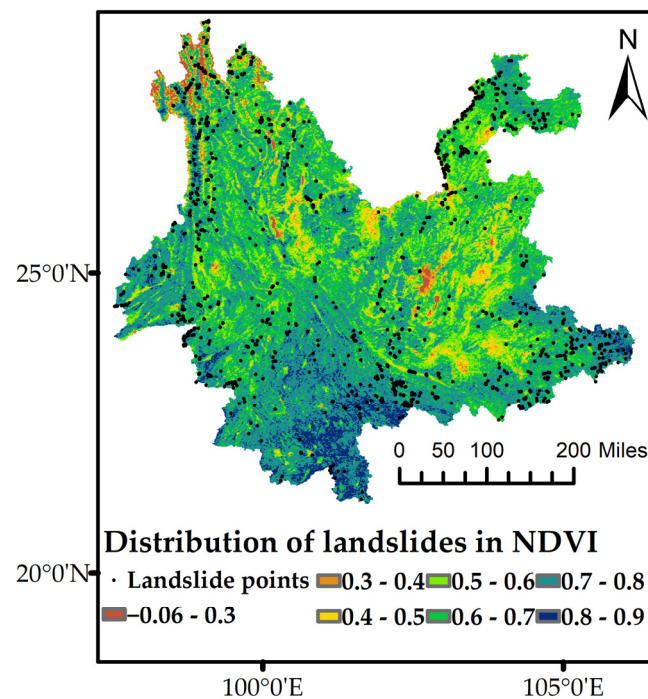 N
25°0'N
0 50 100 200 Miles
Distribution of landslides in NDVI
Landslide points 0.3 - 0.4 0.5 - 0.6 0.7 - 0.8
−0.06 - 0.3 0.4 - 0.5 0.6 - 0.7 0.8 - 0.9
20°0'N
100°0'E 105°0'E